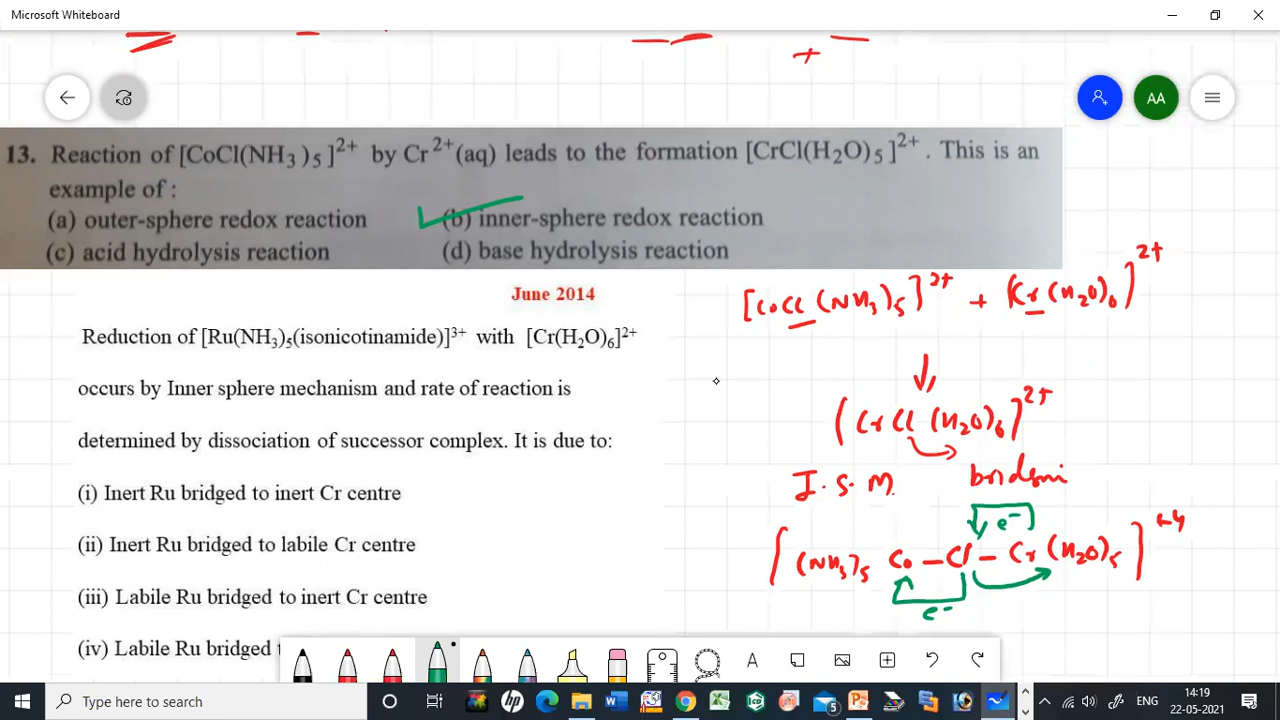 Microsoft Whiteboard
AA
13. Reaction of [CoCl(NH₃)₅]²⁺ by Cr²⁺(aq) leads to the formation [CrCl(H₂O)₅]²⁺. This is an
example of :
(a) outer-sphere redox reaction (b) inner-sphere redox reaction
(c) acid hydrolysis reaction (d) base hydrolysis reaction
June 2014
Reduction of [Ru(NH₃)₅(isonicotinamide)]³⁺ with [Cr(H₂O)₆]²⁺
occurs by Inner sphere mechanism and rate of reaction is
determined by dissociation of successor complex. It is due to:
(i) Inert Ru bridged to inert Cr centre
(ii) Inert Ru bridged to labile Cr centre
(iii) Labile Ru bridged to inert Cr centre
(iv) Labile Ru bridged
[CoCl(NH₃)₅]²⁺ + [Cr(H₂O)₆]²⁺
[CrCl(H₂O)₆]²⁺
I.S.M.
e⁻
[(NH₃)₅Co–Cl–Cr(H₂O)₅]⁺⁴
e⁻
Type here to search
5
ENG
14:19
22-05-2021